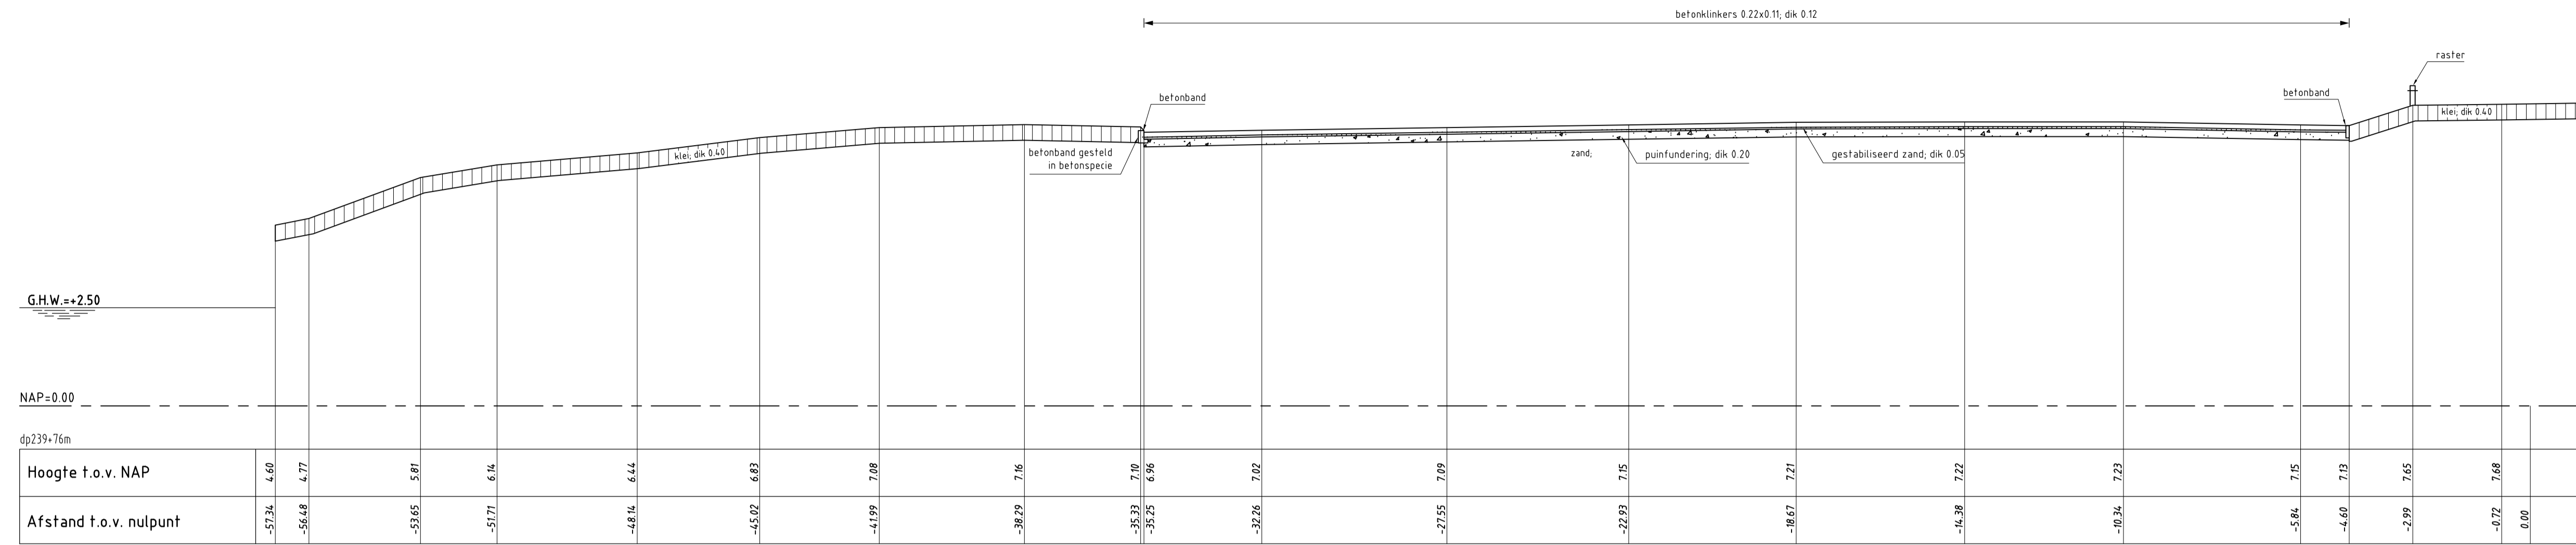 betonklinkers 0.22x0.11; dik 0.12
raster
betonband
betonband
klei; dik 0.40
klei; dik 0.40
betonband gesteld
in betonspecie
zand;
puinfundering; dik 0.20
gestabiliseerd zand; dik 0.05
G.H.W.=+2.50
NAP=0.00
dp239+76m
Hoogte t.o.v. NAP 4.60 4.77 5.81 6.14 6.44 6.83 7.08 7.16 7.10 6.96 7.02 7.09 7.15 7.21 7.22 7.23 7.15 7.13 7.65 7.68
Afstand t.o.v. nulpunt -57.34 -56.48 -53.65 -51.71 -48.14 -45.02 -41.99 -38.29 -35.33 -35.25 -32.26 -27.55 -22.93 -18.67 -14.38 -10.34 -5.84 -4.60 -2.99 -0.72 0.00